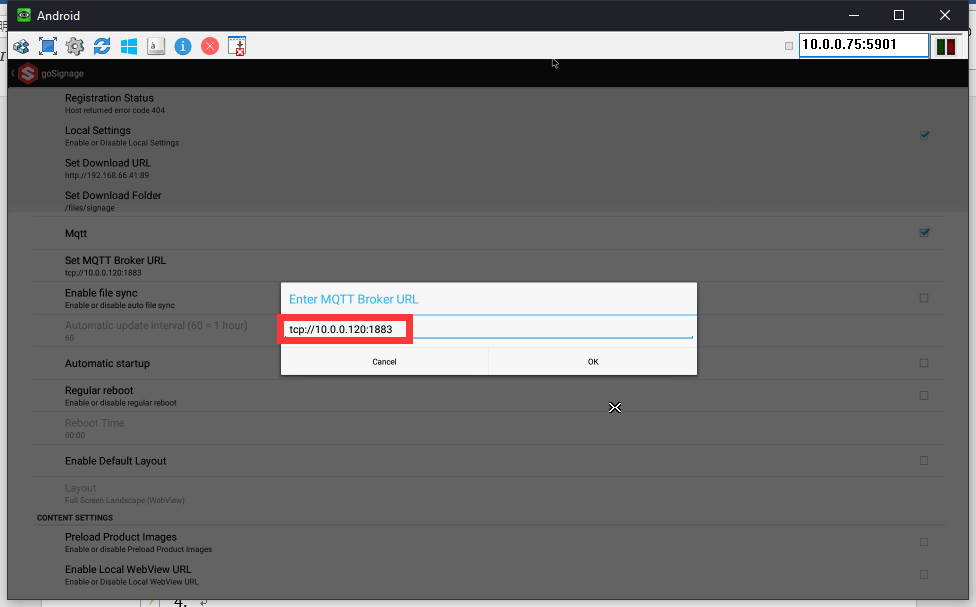 Android
10.0.0.75:5901
goSignage
Registration Status
Host returned error code 404
Local Settings
Enable or Disable Local Settings
Set Download URL
http://192.168.66.41:89
Set Download Folder
/files/signage
Mqtt
Set MQTT Broker URL
tcp://10.0.0.120:1883
Enable file sync
Enable or disable auto file sync
Automatic update interval (60 = 1 hour)
60
Enter MQTT Broker URL
tcp://10.0.0.120:1883
Cancel OK
Automatic startup
Regular reboot
Enable or disable regular reboot
Reboot Time
00:00
Enable Default Layout
Layout
Full Screen Landscape (WebView)
CONTENT SETTINGS
Preload Product Images
Enable or disable Preload Product Images
Enable Local WebView URL
Enable or Disable Local WebView URL
4.